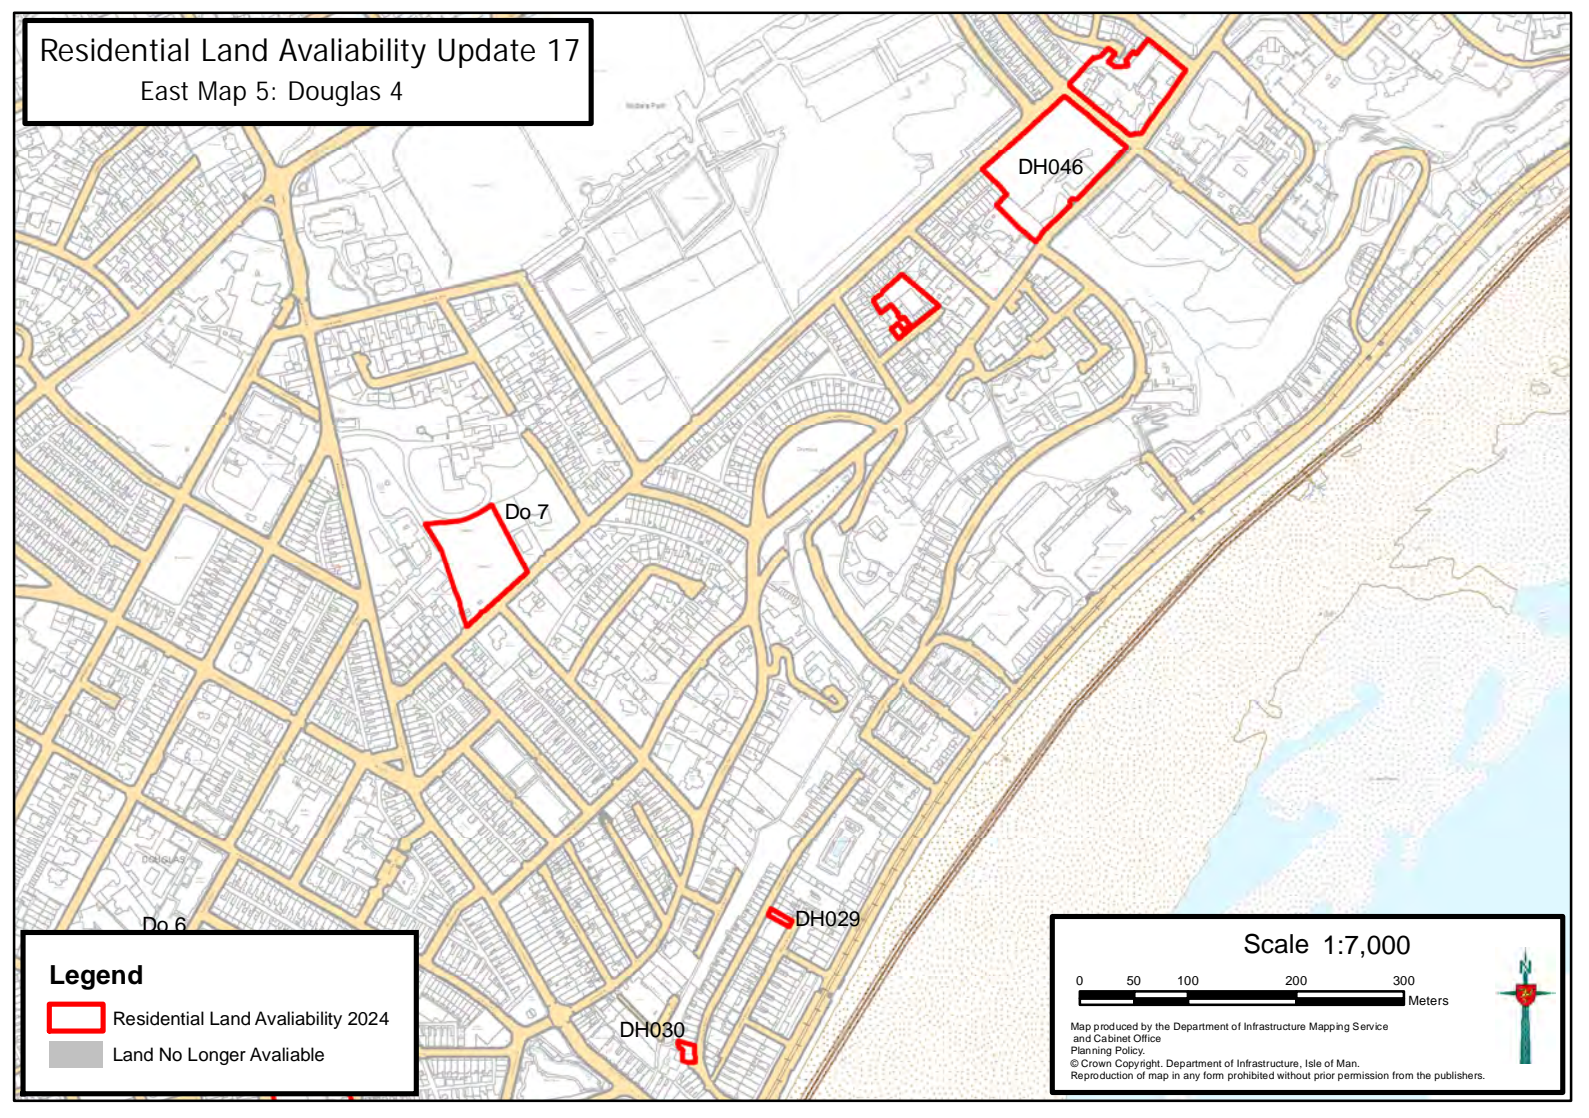 Residential Land Avaliability Update 17
East Map 5: Douglas 4
DH046
Do 7
DOUGLAS
Do 6
DH029
DH030
Legend
Residential Land Avaliability 2024
Land No Longer Avaliable
Scale 1:7,000
0 50 100 200 300
Meters
N
Map produced by the Department of Infrastructure Mapping Service
and Cabinet Office
Planning Policy.
© Crown Copyright. Department of Infrastructure, Isle of Man.
Reproduction of map in any form prohibited without prior permission from the publishers.